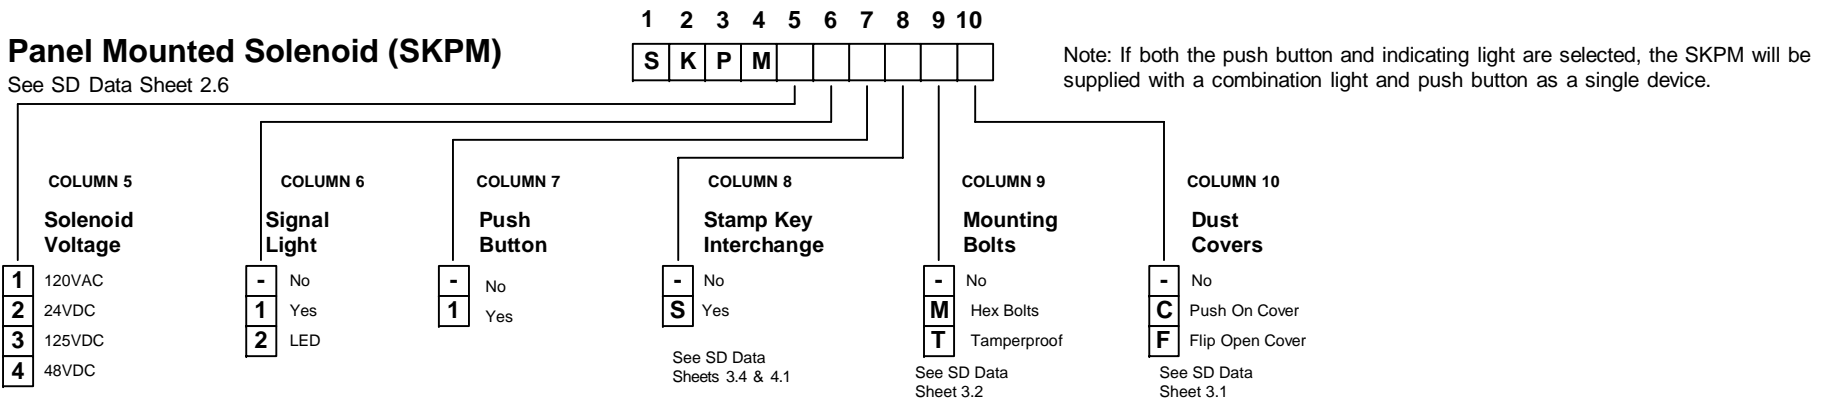 1 2 3 4 5 6 7 8 9 10
Panel Mounted Solenoid (SKPM)
S K P M
See SD Data Sheet 2.6
Note: If both the push button and indicating light are selected, the SKPM will be
supplied with a combination light and push button as a single device.
COLUMN 5
Solenoid
Voltage
1 120VAC
2 24VDC
3 125VDC
4 48VDC
COLUMN 6
Signal
Light
- No
1 Yes
2 LED
COLUMN 7
Push
Button
- No
1 Yes
COLUMN 8
Stamp Key
Interchange
- No
S Yes
See SD Data
Sheets 3.4 & 4.1
COLUMN 9
Mounting
Bolts
- No
M Hex Bolts
T Tamperproof
See SD Data
Sheet 3.2
COLUMN 10
Dust
Covers
- No
C Push On Cover
F Flip Open Cover
See SD Data
Sheet 3.1